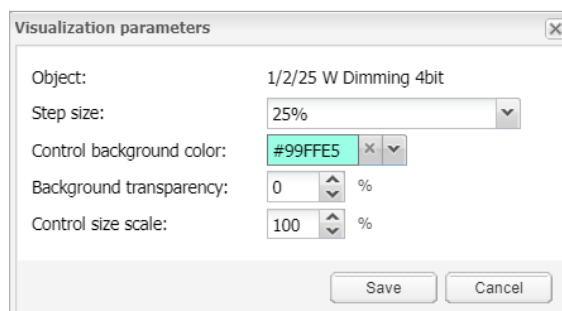 Visualization parameters
Object: 1/2/25 W Dimming 4bit
Step size: 25%
Control background color: #99FFE5
Background transparency: 0 %
Control size scale: 100 %
Save Cancel